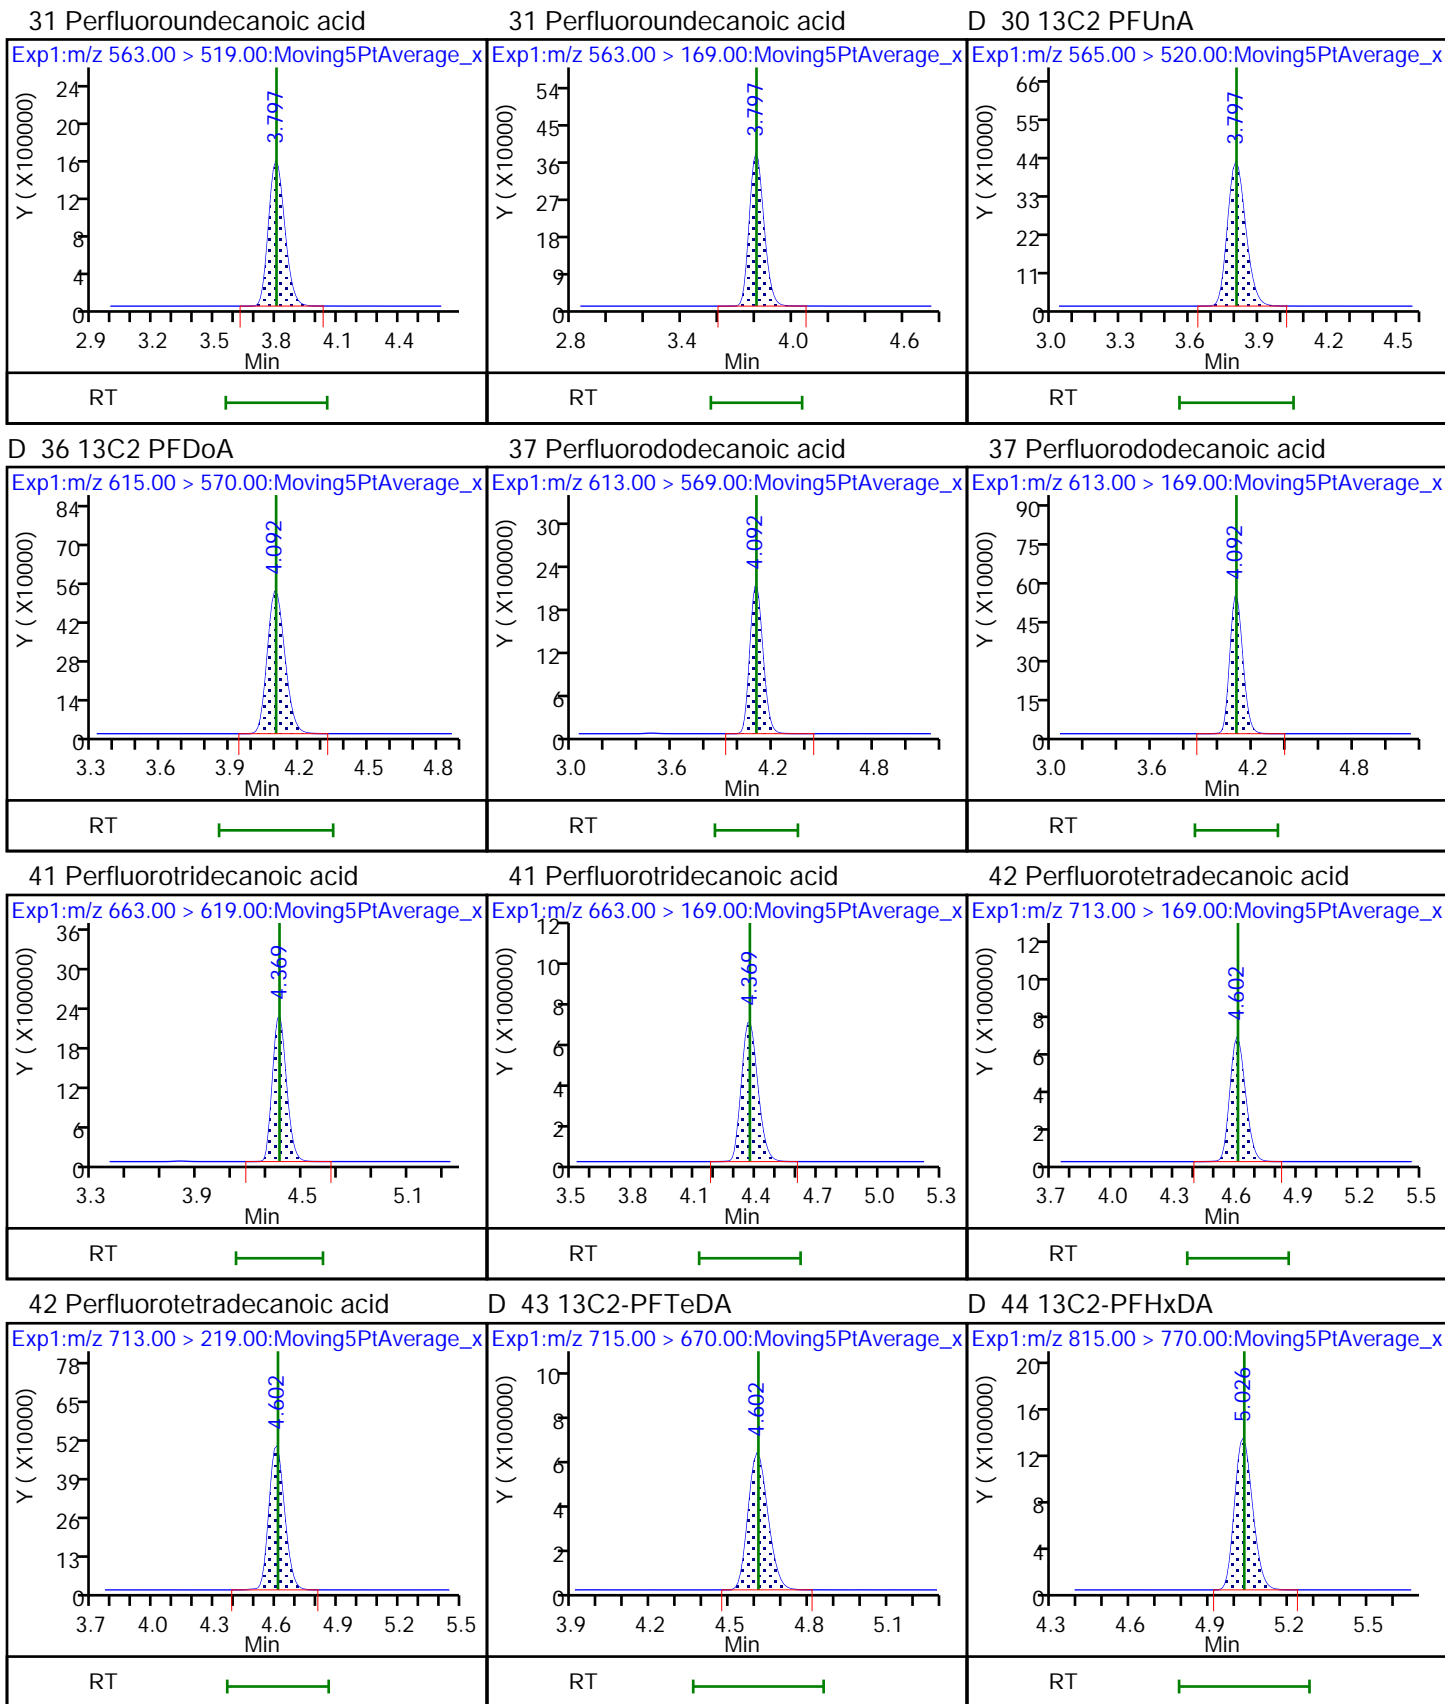 31 Perfluoroundecanoic acid
Exp1:m/z 563.00 > 519.00:Moving5PtAverage_x
Y ( X100000)
24
20
16
12
8
4
0
3.797
2.9 3.2 3.5 3.8 4.1 4.4
Min
RT
31 Perfluoroundecanoic acid
Exp1:m/z 563.00 > 169.00:Moving5PtAverage_x
Y ( X10000)
54
45
36
27
18
9
0
3.797
2.8 3.4 4.0 4.6
Min
RT
D 30 13C2 PFUnA
Exp1:m/z 565.00 > 520.00:Moving5PtAverage_x
Y ( X10000)
66
55
44
33
22
11
0
3.797
3.0 3.3 3.6 3.9 4.2 4.5
Min
RT
D 36 13C2 PFDoA
Exp1:m/z 615.00 > 570.00:Moving5PtAverage_x
Y ( X10000)
84
70
56
42
28
14
0
4.092
3.3 3.6 3.9 4.2 4.5 4.8
Min
RT
37 Perfluorododecanoic acid
Exp1:m/z 613.00 > 569.00:Moving5PtAverage_x
Y ( X100000)
30
24
18
12
6
0
4.092
3.0 3.6 4.2 4.8
Min
RT
37 Perfluorododecanoic acid
Exp1:m/z 613.00 > 169.00:Moving5PtAverage_x
Y ( X10000)
90
75
60
45
30
15
0
4.092
3.0 3.6 4.2 4.8
Min
RT
41 Perfluorotridecanoic acid
Exp1:m/z 663.00 > 619.00:Moving5PtAverage_x
Y ( X100000)
36
30
24
18
12
6
0
4.369
3.3 3.9 4.5 5.1
Min
RT
41 Perfluorotridecanoic acid
Exp1:m/z 663.00 > 169.00:Moving5PtAverage_x
Y ( X100000)
12
10
8
6
4
2
0
4.369
3.5 3.8 4.1 4.4 4.7 5.0 5.3
Min
RT
42 Perfluorotetradecanoic acid
Exp1:m/z 713.00 > 169.00:Moving5PtAverage_x
Y ( X100000)
12
10
8
6
4
2
0
4.602
3.7 4.0 4.3 4.6 4.9 5.2 5.5
Min
RT
42 Perfluorotetradecanoic acid
Exp1:m/z 713.00 > 219.00:Moving5PtAverage_x
Y ( X10000)
78
65
52
39
26
13
0
4.602
3.7 4.0 4.3 4.6 4.9 5.2 5.5
Min
RT
D 43 13C2-PFTeDA
Exp1:m/z 715.00 > 670.00:Moving5PtAverage_x
Y ( X100000)
10
8
6
4
2
0
4.602
3.9 4.2 4.5 4.8 5.1
Min
RT
D 44 13C2-PFHxDA
Exp1:m/z 815.00 > 770.00:Moving5PtAverage_x
Y ( X100000)
20
16
12
8
4
0
5.026
4.3 4.6 4.9 5.2 5.5
Min
RT